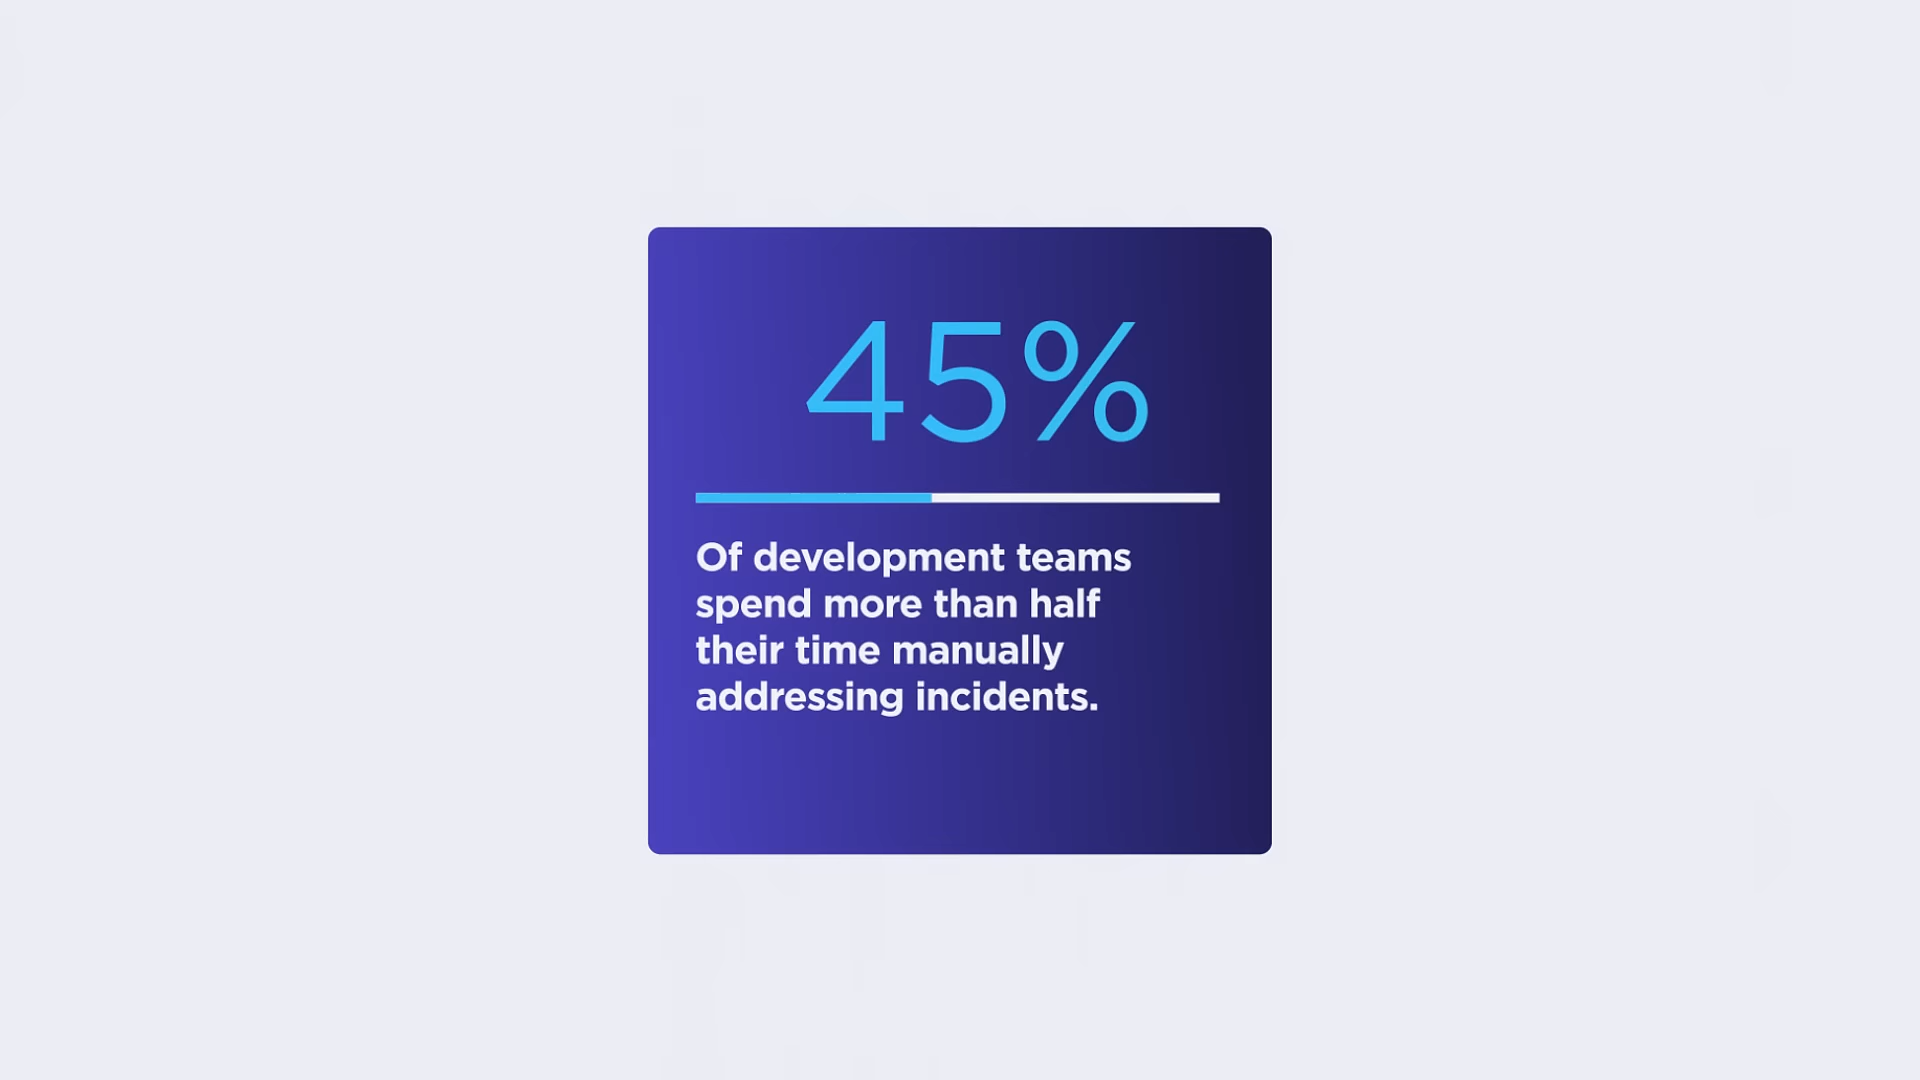 45%
Of development teams
spend more than half
their time manually
addressing incidents.